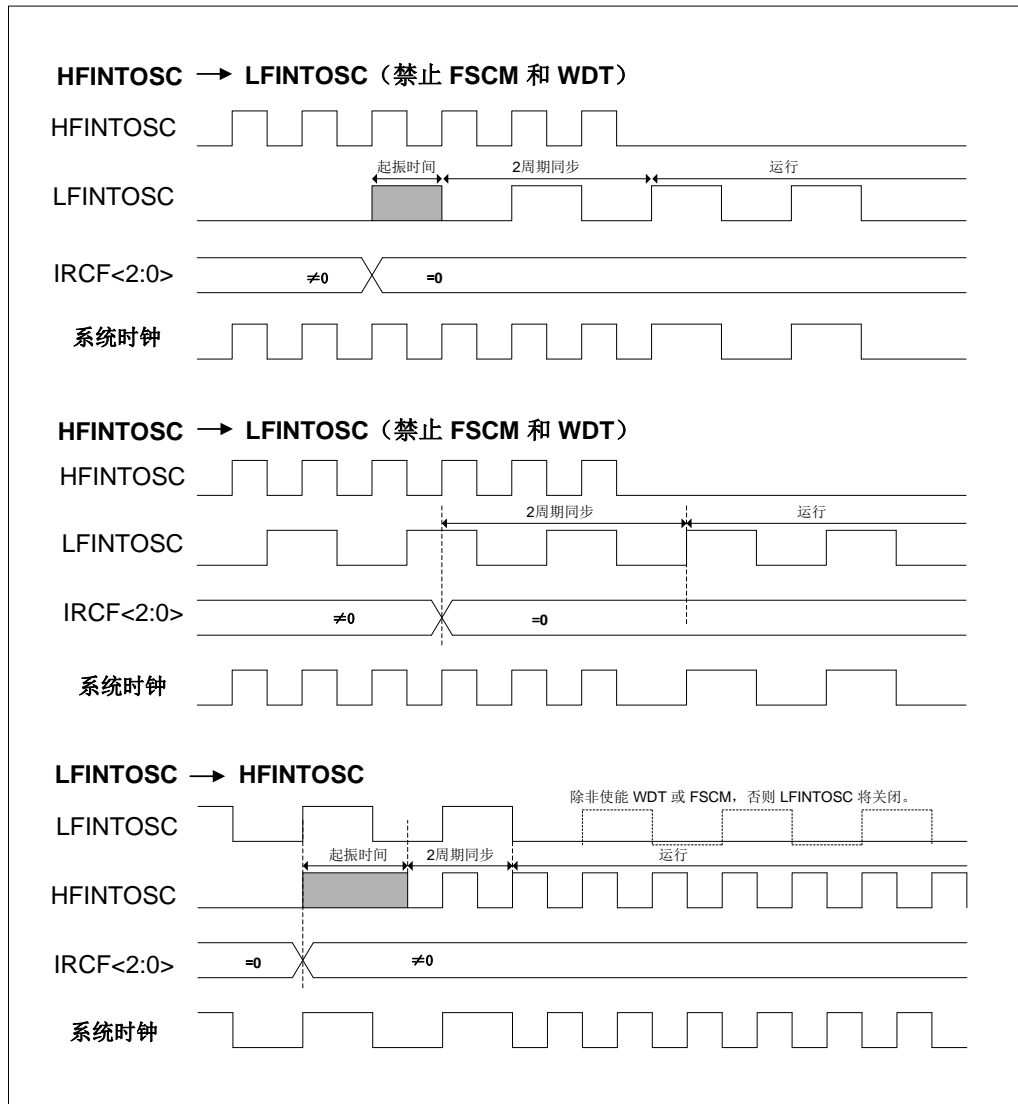 HFINTOSC → LFINTOSC（禁止 FSCM 和 WDT）
HFINTOSC
起振时间 2周期同步 运行
LFINTOSC
IRCF<2:0> ≠0 =0
系统时钟
HFINTOSC → LFINTOSC（禁止 FSCM 和 WDT）
HFINTOSC
2周期同步 运行
LFINTOSC
IRCF<2:0> ≠0 =0
系统时钟
LFINTOSC → HFINTOSC
除非使能 WDT 或 FSCM，否则 LFINTOSC 将关闭。
LFINTOSC
起振时间 2周期同步 运行
HFINTOSC
IRCF<2:0> =0 ≠0
系统时钟